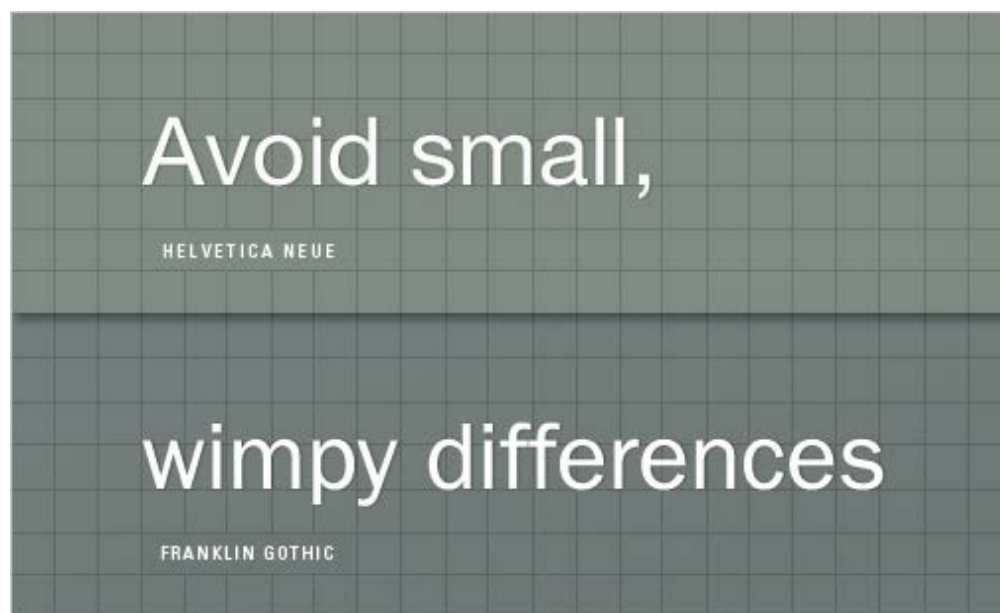 Avoid small,
HELVETICA NEUE
wimpy differences
FRANKLIN GOTHIC